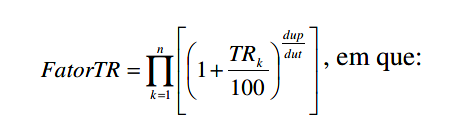 FatorTR = ∏_{k=1}^{n} [ ( 1 + TR_k / 100 )^{dup / dut} ] , em que: